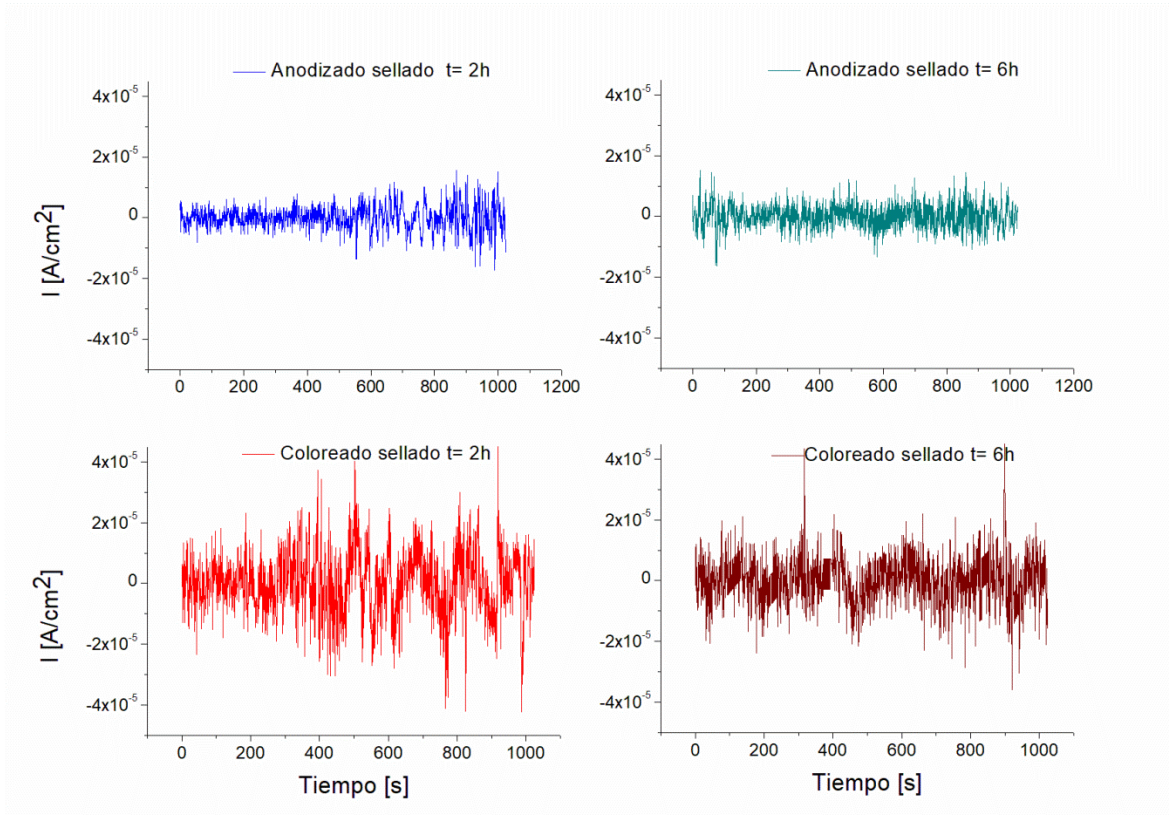 Anodizado sellado t= 2h
4x10-5
2x10-5
0
-2x10-5
-4x10-5
I [A/cm2]
0 200 400 600 800 1000 1200
Anodizado sellado t= 6h
4x10-5
2x10-5
0
-2x10-5
-4x10-5
0 200 400 600 800 1000 1200
Coloreado sellado t= 2h
4x10-5
2x10-5
0
-2x10-5
-4x10-5
I [A/cm2]
0 200 400 600 800 1000
Tiempo [s]
Coloreado sellado t= 6h
4x10-5
2x10-5
0
-2x10-5
-4x10-5
0 200 400 600 800 1000
Tiempo [s]